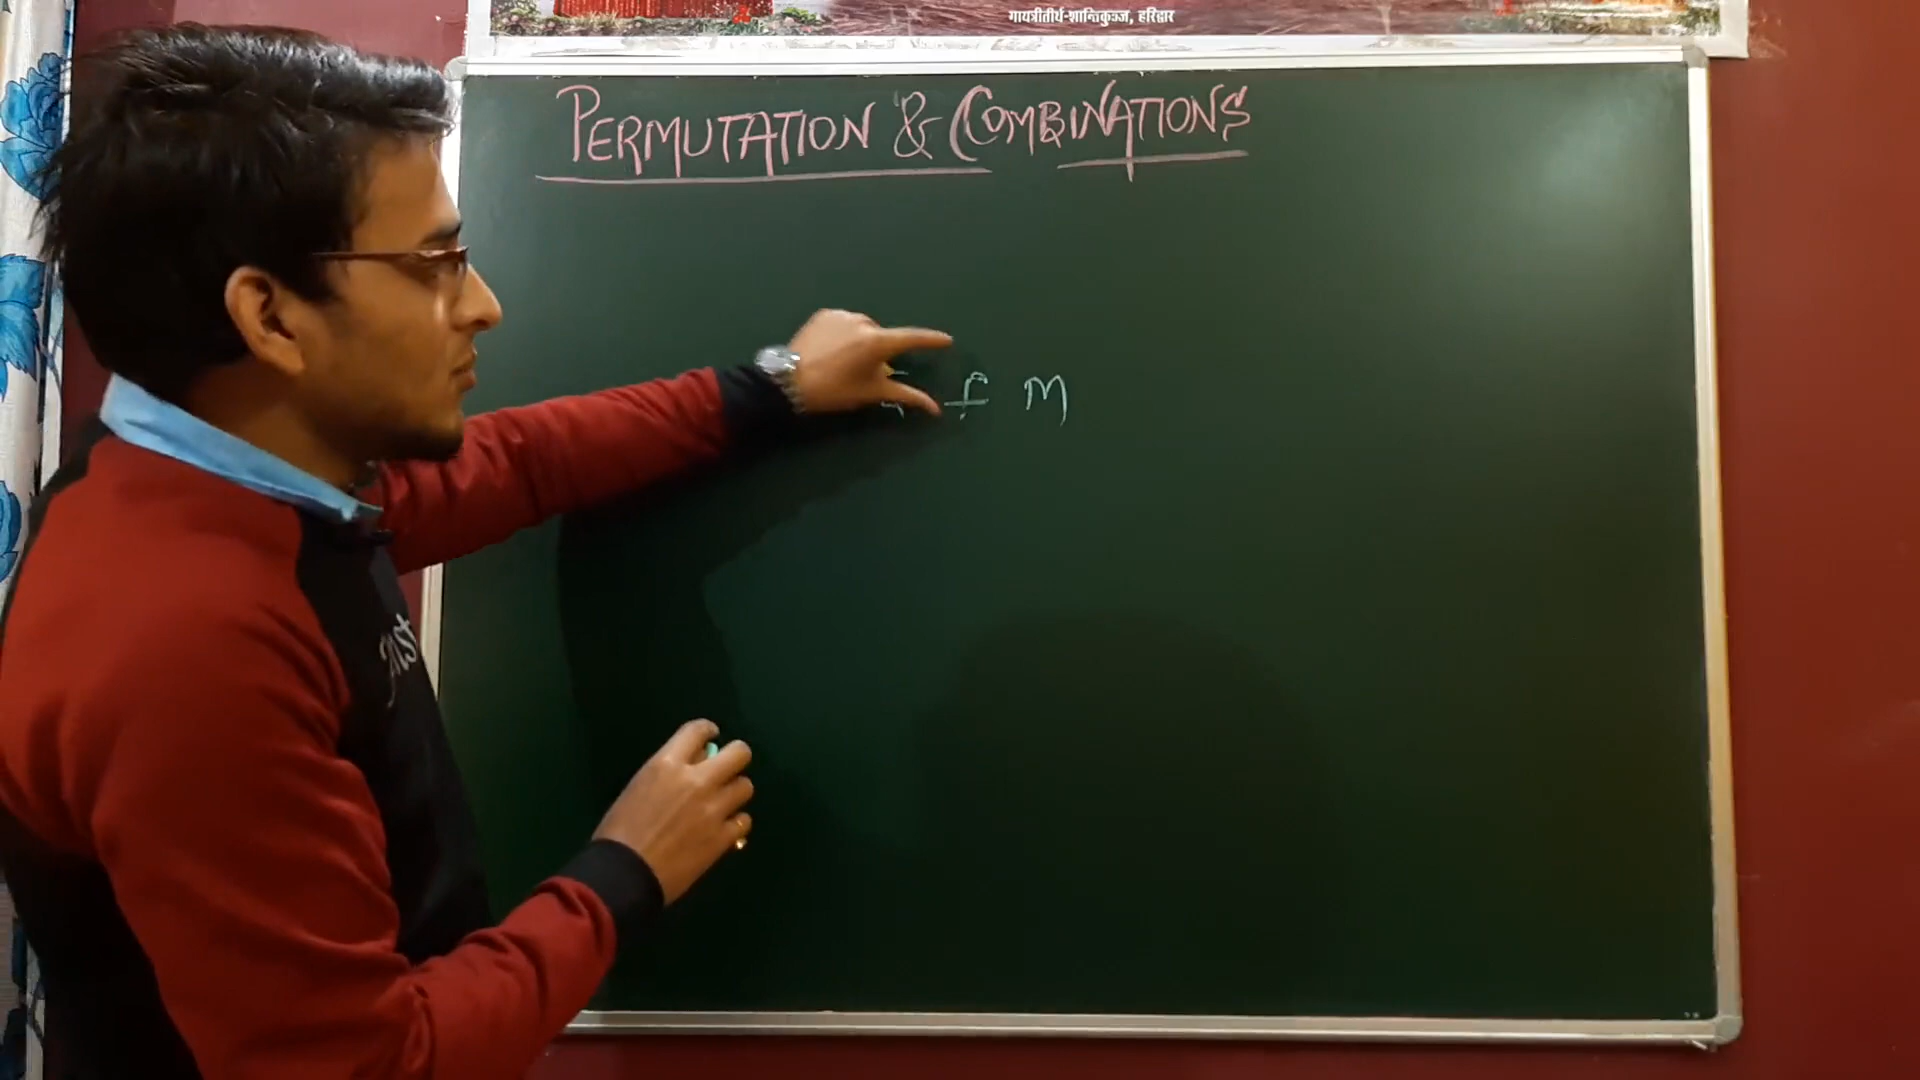 गायत्रीतीर्थ-शान्तिकुञ्ज, हरिद्वार
PERMUTATION & COMBINATIONS
f M